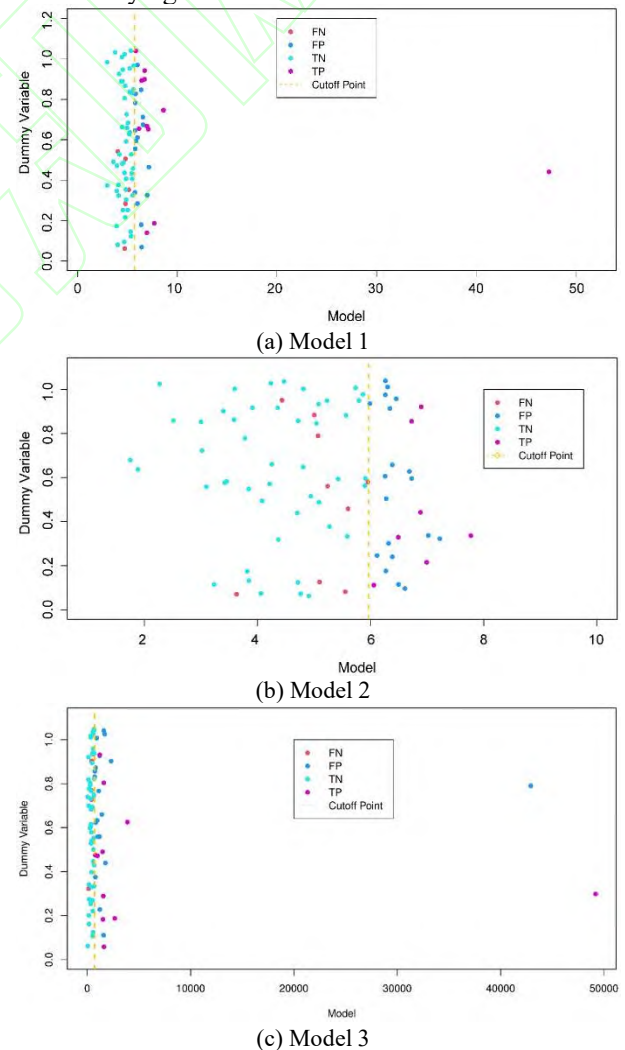 Dummy Variable
1.2
1.0
0.8
0.6
0.4
0.2
0.0
FN
FP
TN
TP
Cutoff Point
0 10 20 30 40 50
Model
(a) Model 1
Dummy Variable
1.0
0.8
0.6
0.4
0.2
0.0
FN
FP
TN
TP
Cutoff Point
2 4 6 8 10
Model
(b) Model 2
Dummy Variable
1.0
0.8
0.6
0.4
0.2
0.0
FN
FP
TN
TP
Cutoff Point
0 10000 20000 30000 40000 50000
Model
(c) Model 3